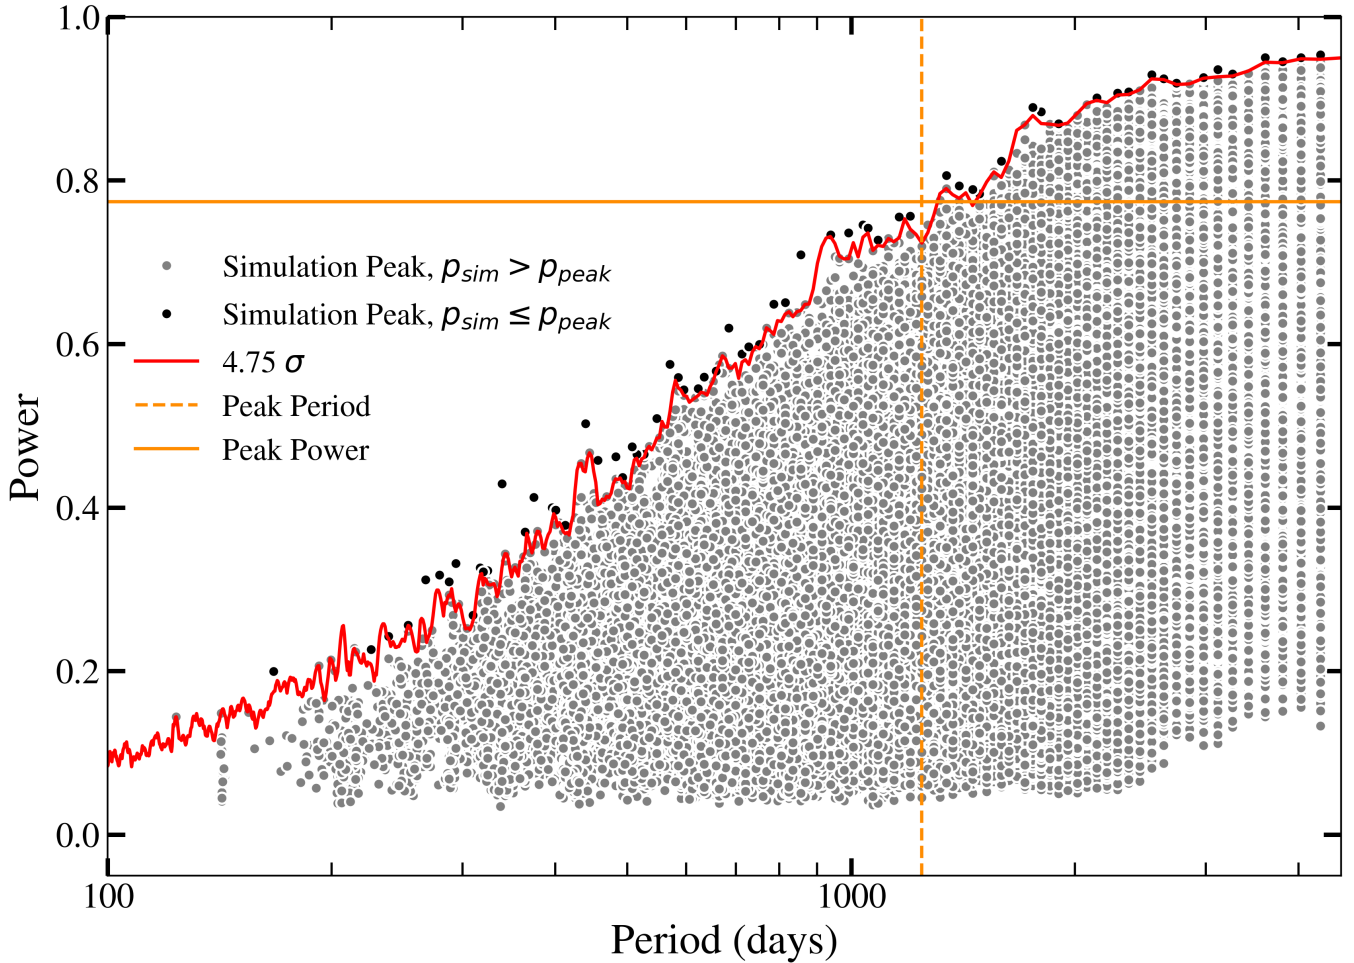 1.0
0.8
0.6
0.4
0.2
0.0
Power
Simulation Peak, p_sim > p_peak
Simulation Peak, p_sim ≤ p_peak
4.75 σ
Peak Period
Peak Power
100
1000
Period (days)